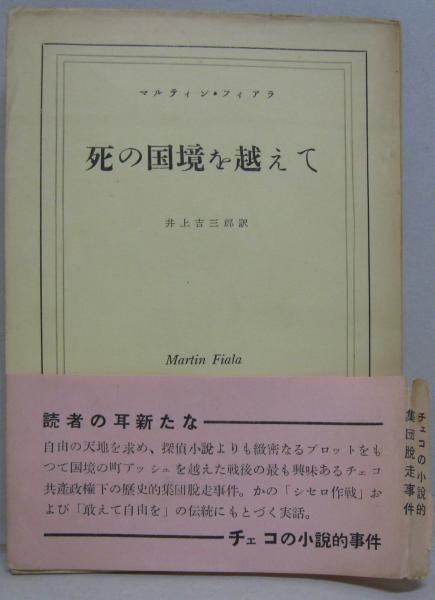 マルティン・フィアラ
死の国境を越えて
井上吉三郎訳
Martin Fiala
読者の耳新たな
自由の天地を求め、探偵小説よりも緻密なるプロットをも
つて国境の町アッシェを越えた戦後の最も興味あるチェコ
共産政権下の歴史的集団脱走事件。かの「シセロ作戦」お
よび「敢えて自由を」の伝統にもとづく実話。
チェコの小説的事件
チェコの小説的
集団脱走事件